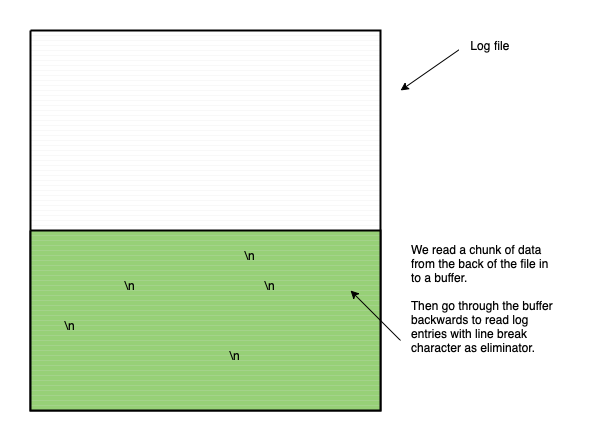 Log file
\n
\n
\n
\n
\n
We read a chunk of data
from the back of the file in
to a buffer.
Then go through the buffer
backwards to read log
entries with line break
character as eliminator.